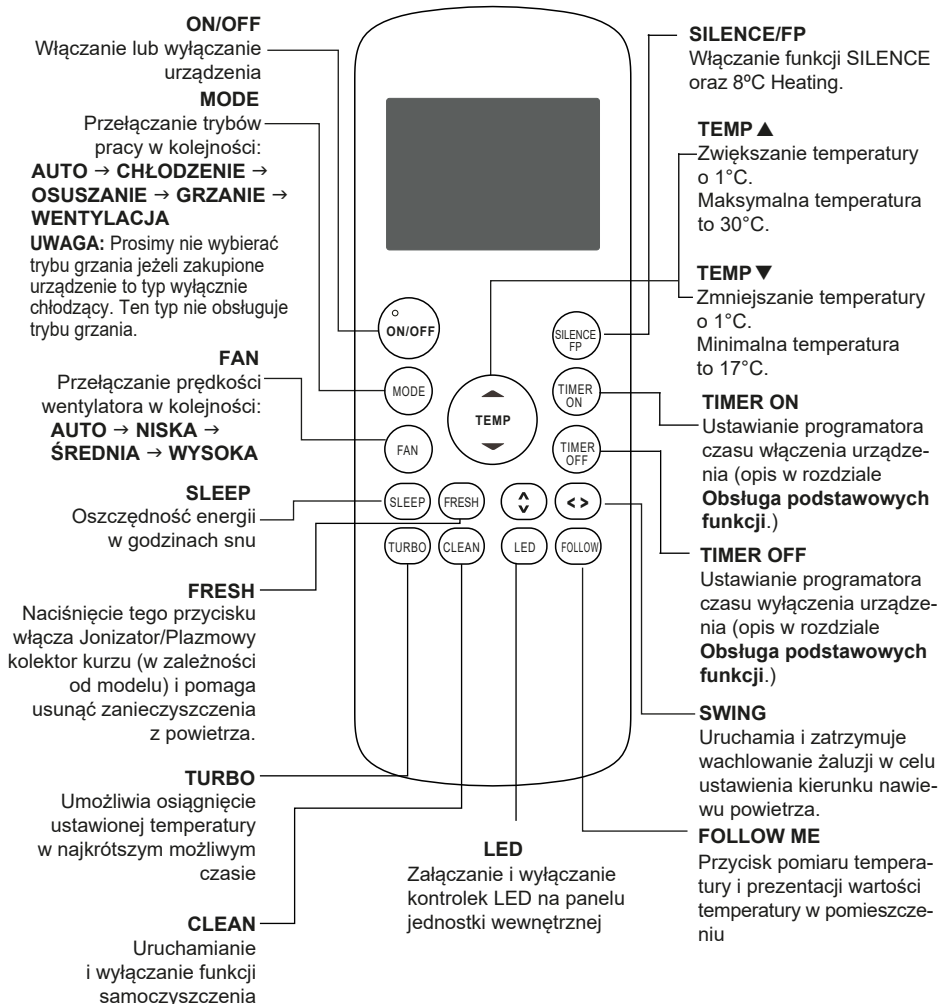 ON/OFF
Włączanie lub wyłączanie
urządzenia
MODE
Przełączanie trybów
pracy w kolejności:
AUTO → CHŁODZENIE →
OSUSZANIE → GRZANIE →
WENTYLACJA
UWAGA: Prosimy nie wybierać
trybu grzania jeżeli zakupione
urządzenie to typ wyłącznie
chłodzący. Ten typ nie obsługuje
trybu grzania.
FAN
Przełączanie prędkości
wentylatora w kolejności:
AUTO → NISKA →
ŚREDNIA → WYSOKA
SLEEP
Oszczędność energii
w godzinach snu
FRESH
Naciśnięcie tego przycisku
włącza Jonizator/Plazmowy
kolektor kurzu (w zależności
od modelu) i pomaga
usunąć zanieczyszczenia
z powietrza.
TURBO
Umożliwia osiągnięcie
ustawionej temperatury
w najkrótszym możliwym
czasie
CLEAN
Uruchamianie
i wyłączanie funkcji
samoczyszczenia
ON/OFF
MODE
FAN
TEMP
SILENCE
FP
TIMER
ON
TIMER
OFF
SLEEP
FRESH
TURBO
CLEAN
LED
FOLLOW
LED
Załączanie i wyłączanie
kontrolek LED na panelu
jednostki wewnętrznej
SILENCE/FP
Włączanie funkcji SILENCE
oraz 8ºC Heating.
TEMP ▲
Zwiększanie temperatury
o 1°C.
Maksymalna temperatura
to 30°C.
TEMP ▼
Zmniejszanie temperatury
o 1°C.
Minimalna temperatura
to 17°C.
TIMER ON
Ustawianie programatora
czasu włączenia urządze-
nia (opis w rozdziale
Obsługa podstawowych
funkcji.)
TIMER OFF
Ustawianie programatora
czasu wyłączenia urządze-
nia (opis w rozdziale
Obsługa podstawowych
funkcji.)
SWING
Uruchamia i zatrzymuje
wachlowanie żaluzji w celu
ustawienia kierunku nawie-
wu powietrza.
FOLLOW ME
Przycisk pomiaru tempera-
tury i prezentacji wartości
temperatury w pomieszcze-
niu